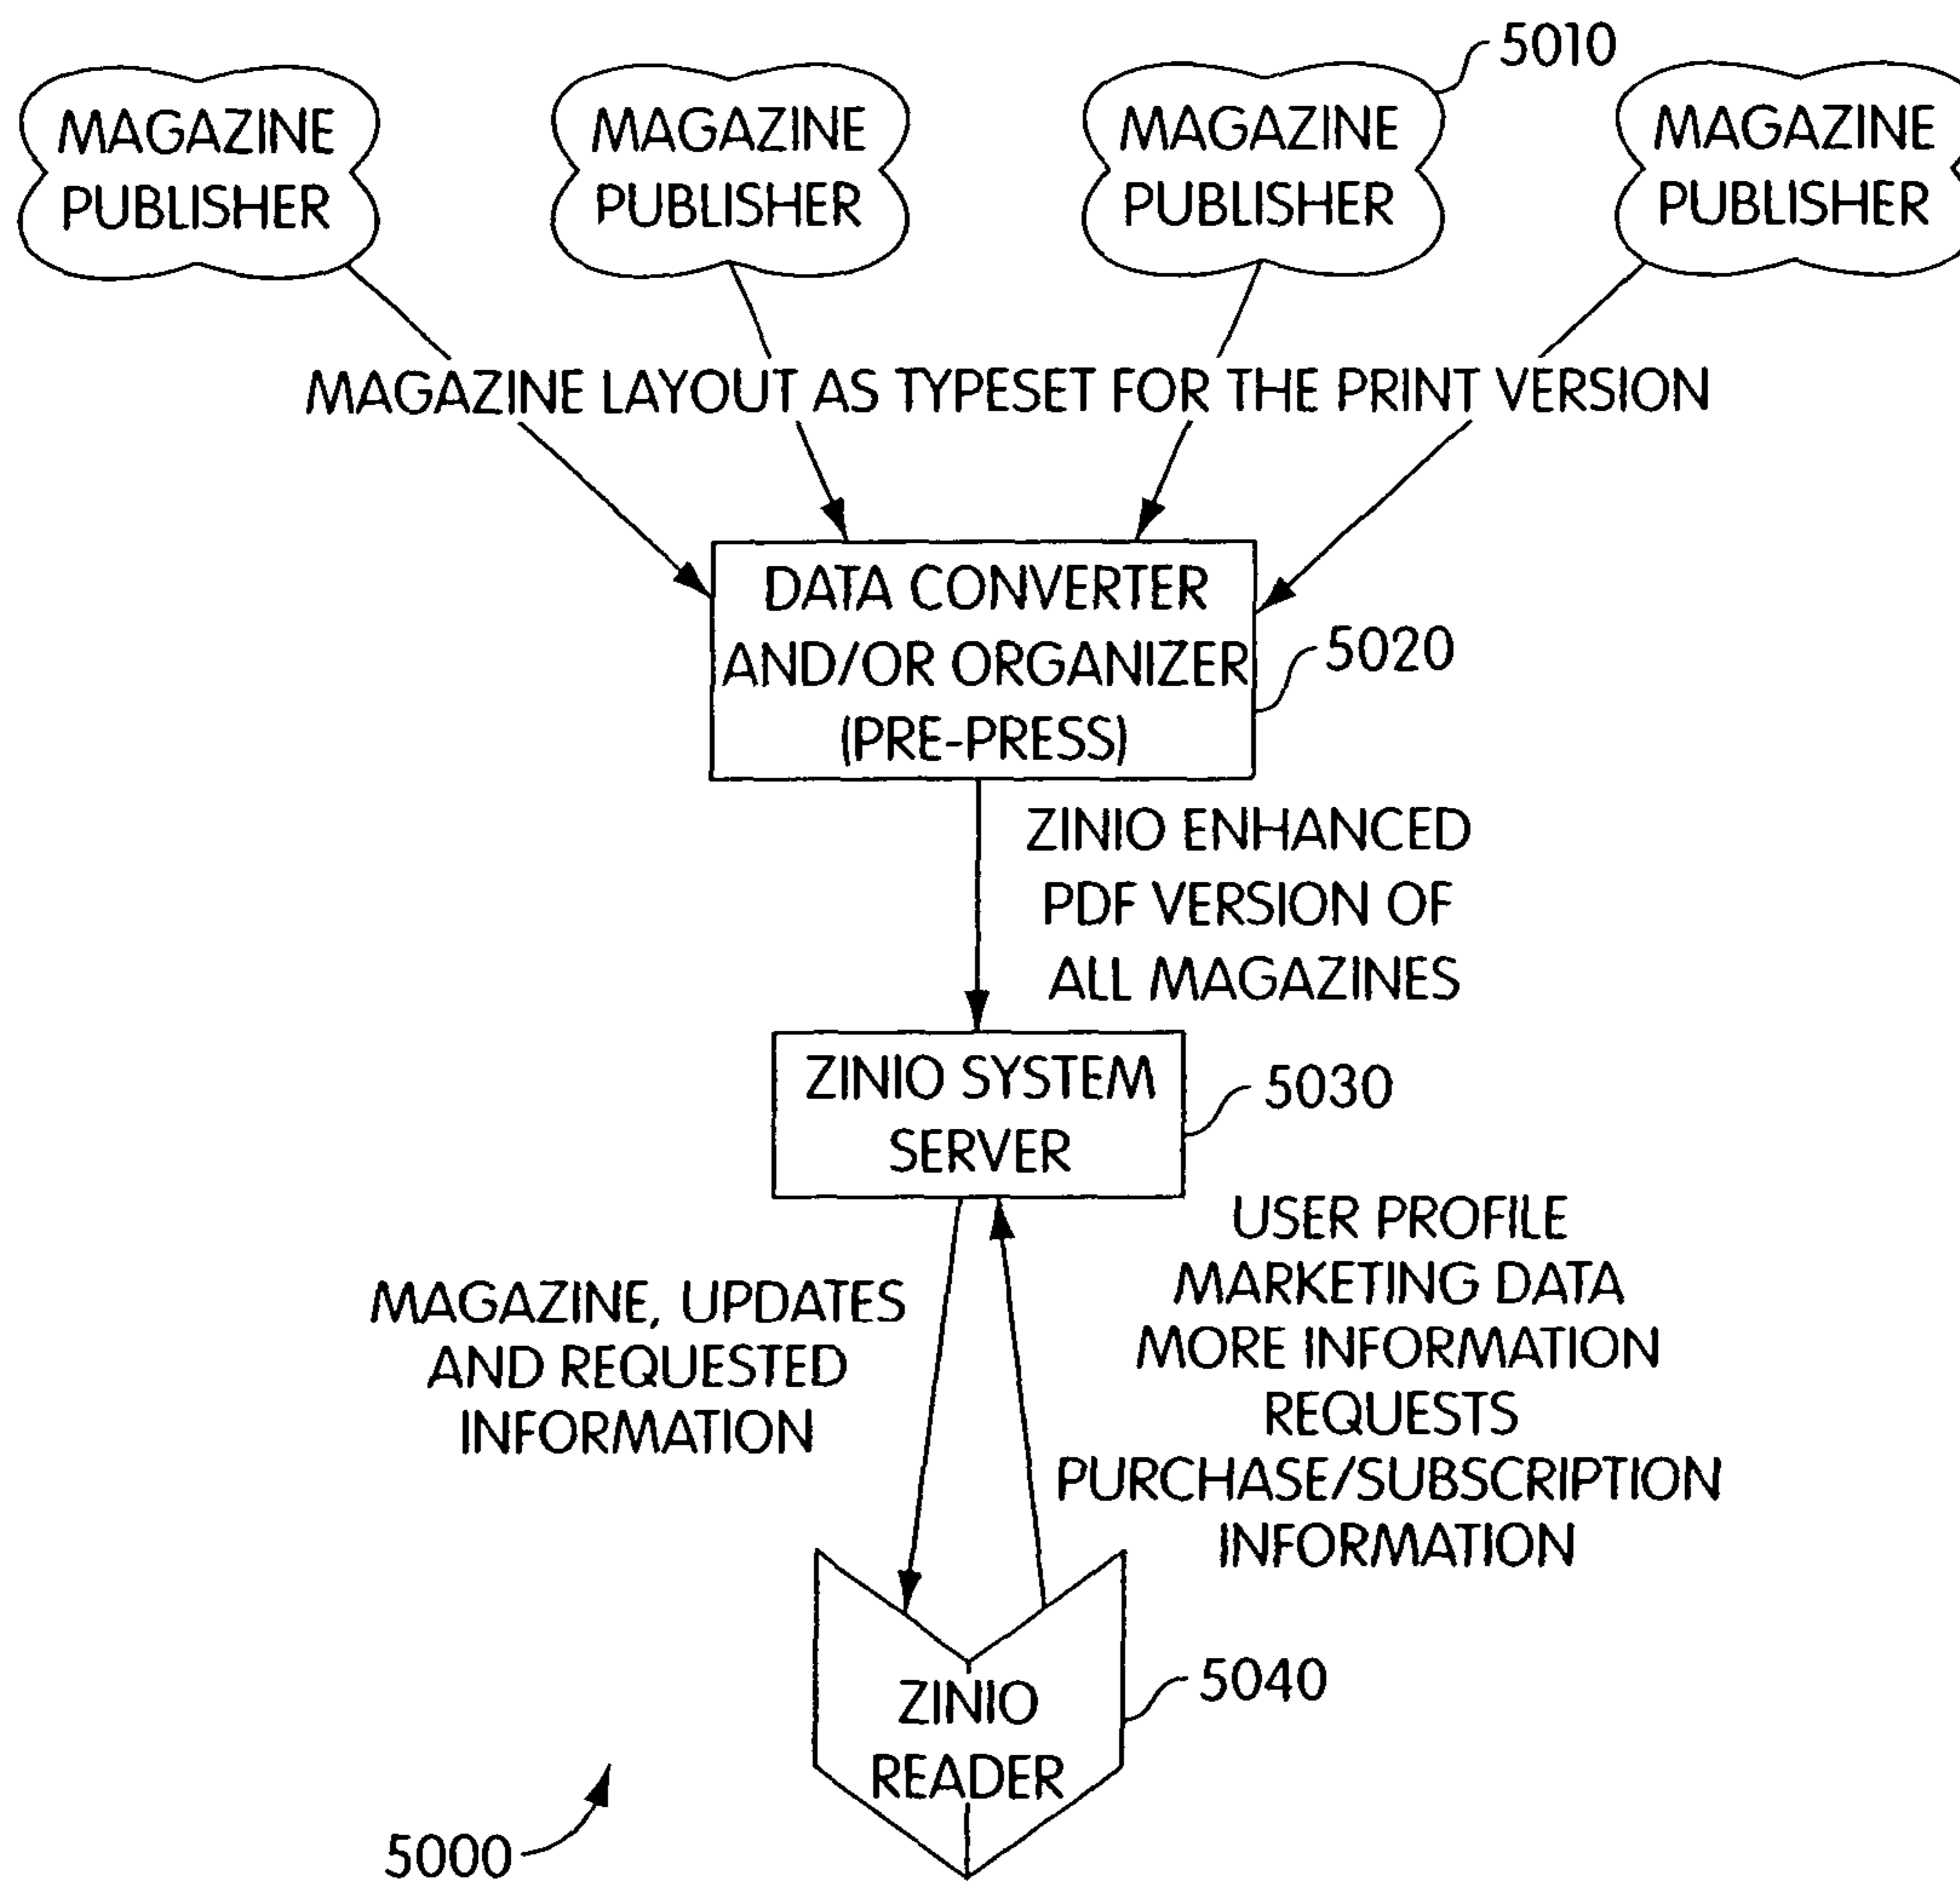 5010
MAGAZINE
PUBLISHER
MAGAZINE
PUBLISHER
MAGAZINE
PUBLISHER
MAGAZINE
PUBLISHER
MAGAZINE LAYOUT AS TYPESET FOR THE PRINT VERSION
DATA CONVERTER
AND/OR ORGANIZER
(PRE-PRESS)
5020
ZINIO ENHANCED
PDF VERSION OF
ALL MAGAZINES
ZINIO SYSTEM
SERVER
5030
MAGAZINE, UPDATES
AND REQUESTED
INFORMATION
USER PROFILE
MARKETING DATA
MORE INFORMATION
REQUESTS
PURCHASE/SUBSCRIPTION
INFORMATION
ZINIO
READER
5040
5000